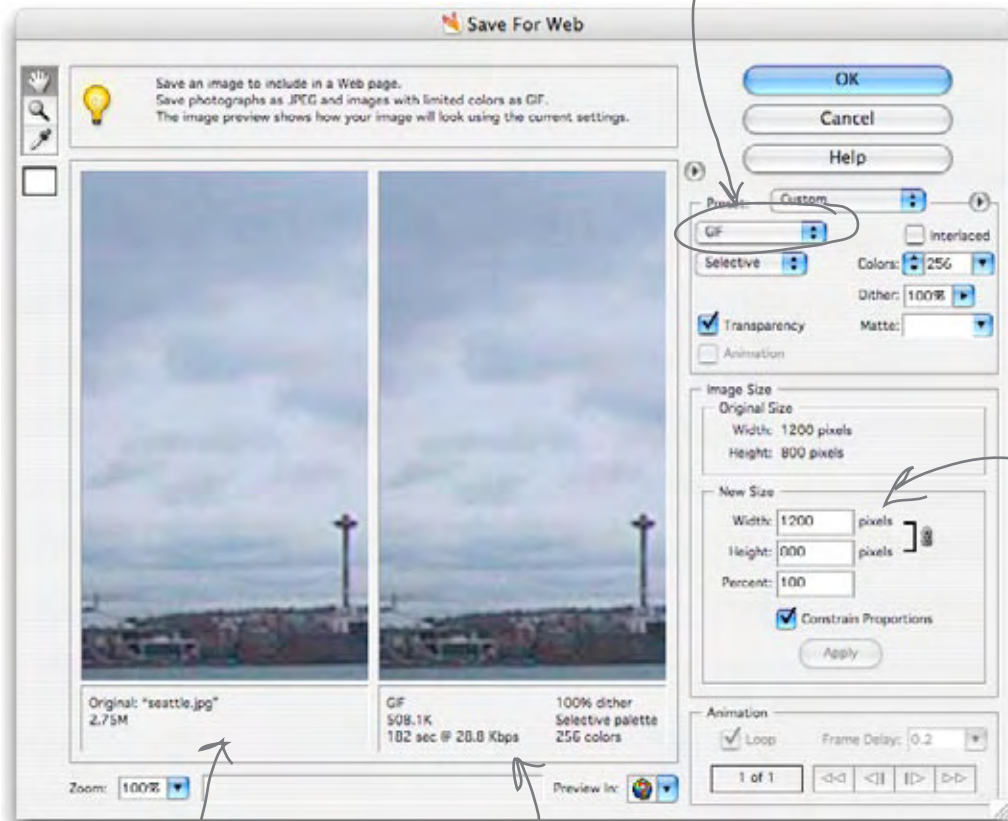 Save For Web
Save an image to include in a Web page.
Save photographs as JPEG and images with limited colors as GIF.
The image preview shows how your image will look using the current settings.
OK
Cancel
Help
Preset: Custom
GIF
Interlaced
Selective
Colors: 256
Dither: 100%
Transparency
Matte:
Animation
Image Size
Original Size
Width: 1200 pixels
Height: 800 pixels
New Size
Width: 1200 pixels
Height: 000 pixels
Percent: 100
Constrain Proportions
Apply
Original: "seattle.jpg"
2.75M
GIF
508.1K
182 sec @ 28.8 Kbps
100% dither
Selective palette
256 colors
Animation
Loop
Frame Delay: 0.2
1 of 1
Zoom: 100%
Preview In: